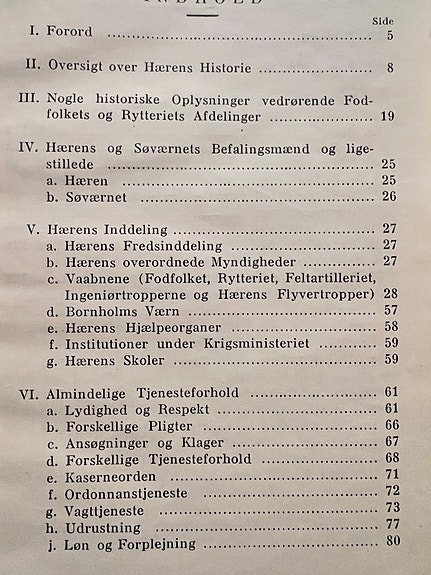 INDHOLD
Side
I. Forord ........................................ 5
II. Oversigt over Hærens Historie .................... 8
III. Nogle historiske Oplysninger vedrørende Fod-
folkets og Rytteriets Afdelinger .................. 19
IV. Hærens og Søværnets Befalingsmænd og lige-
stillede ........................................ 25
a. Hæren ........................................ 25
b. Søværnet ........................................ 26
V. Hærens Inddeling ........................................ 27
a. Hærens Fredsinddeling ............................ 27
b. Hærens overordnede Myndigheder ............ 27
c. Vaabnene (Fodfolket, Rytteriet, Feltartilleriet,
Ingeniørtropperne og Hærens Flyvertropper) 28
d. Bornholms Værn .................................. 57
e. Hærens Hjælpeorganer ............................ 58
f. Institutioner under Krigsministeriet ............ 59
g. Hærens Skoler .................................... 59
VI. Almindelige Tjenesteforhold ........................ 61
a. Lydighed og Respekt .............................. 61
b. Forskellige Pligter ................................ 66
c. Ansøgninger og Klager ............................ 67
d. Forskellige Tjenesteforhold ...................... 68
e. Kaserneorden .................................... 71
f. Ordonnanstjeneste ................................ 72
g. Vagttjeneste ...................................... 73
h. Udrustning ........................................ 77
j. Løn og Forplejning ................................ 80